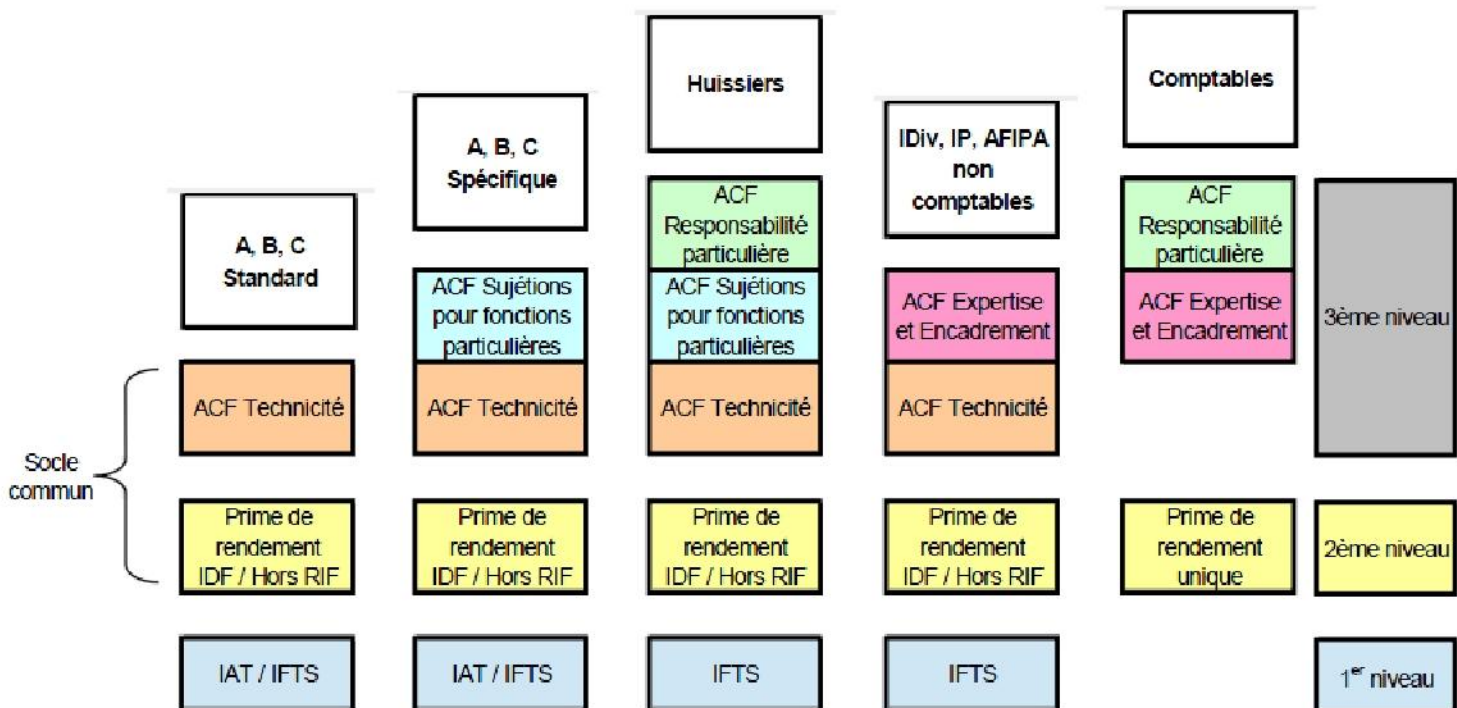 Huissiers
Comptables
A, B, C
Spécifique
IDiv, IP, AFIPA
non
comptables
A, B, C
Standard
ACF
Responsabilité
particulière
ACF
Responsabilité
particulière
ACF Sujétions
pour fonctions
particulières
ACF Sujétions
pour fonctions
particulières
ACF Expertise
et Encadrement
ACF Expertise
et Encadrement
3ème niveau
ACF Technicité
ACF Technicité
ACF Technicité
ACF Technicité
Socle
commun
Prime de
rendement
IDF / Hors RIF
Prime de
rendement
IDF / Hors RIF
Prime de
rendement
IDF / Hors RIF
Prime de
rendement
IDF / Hors RIF
Prime de
rendement
unique
2ème niveau
IAT / IFTS
IAT / IFTS
IFTS
IFTS
1er niveau